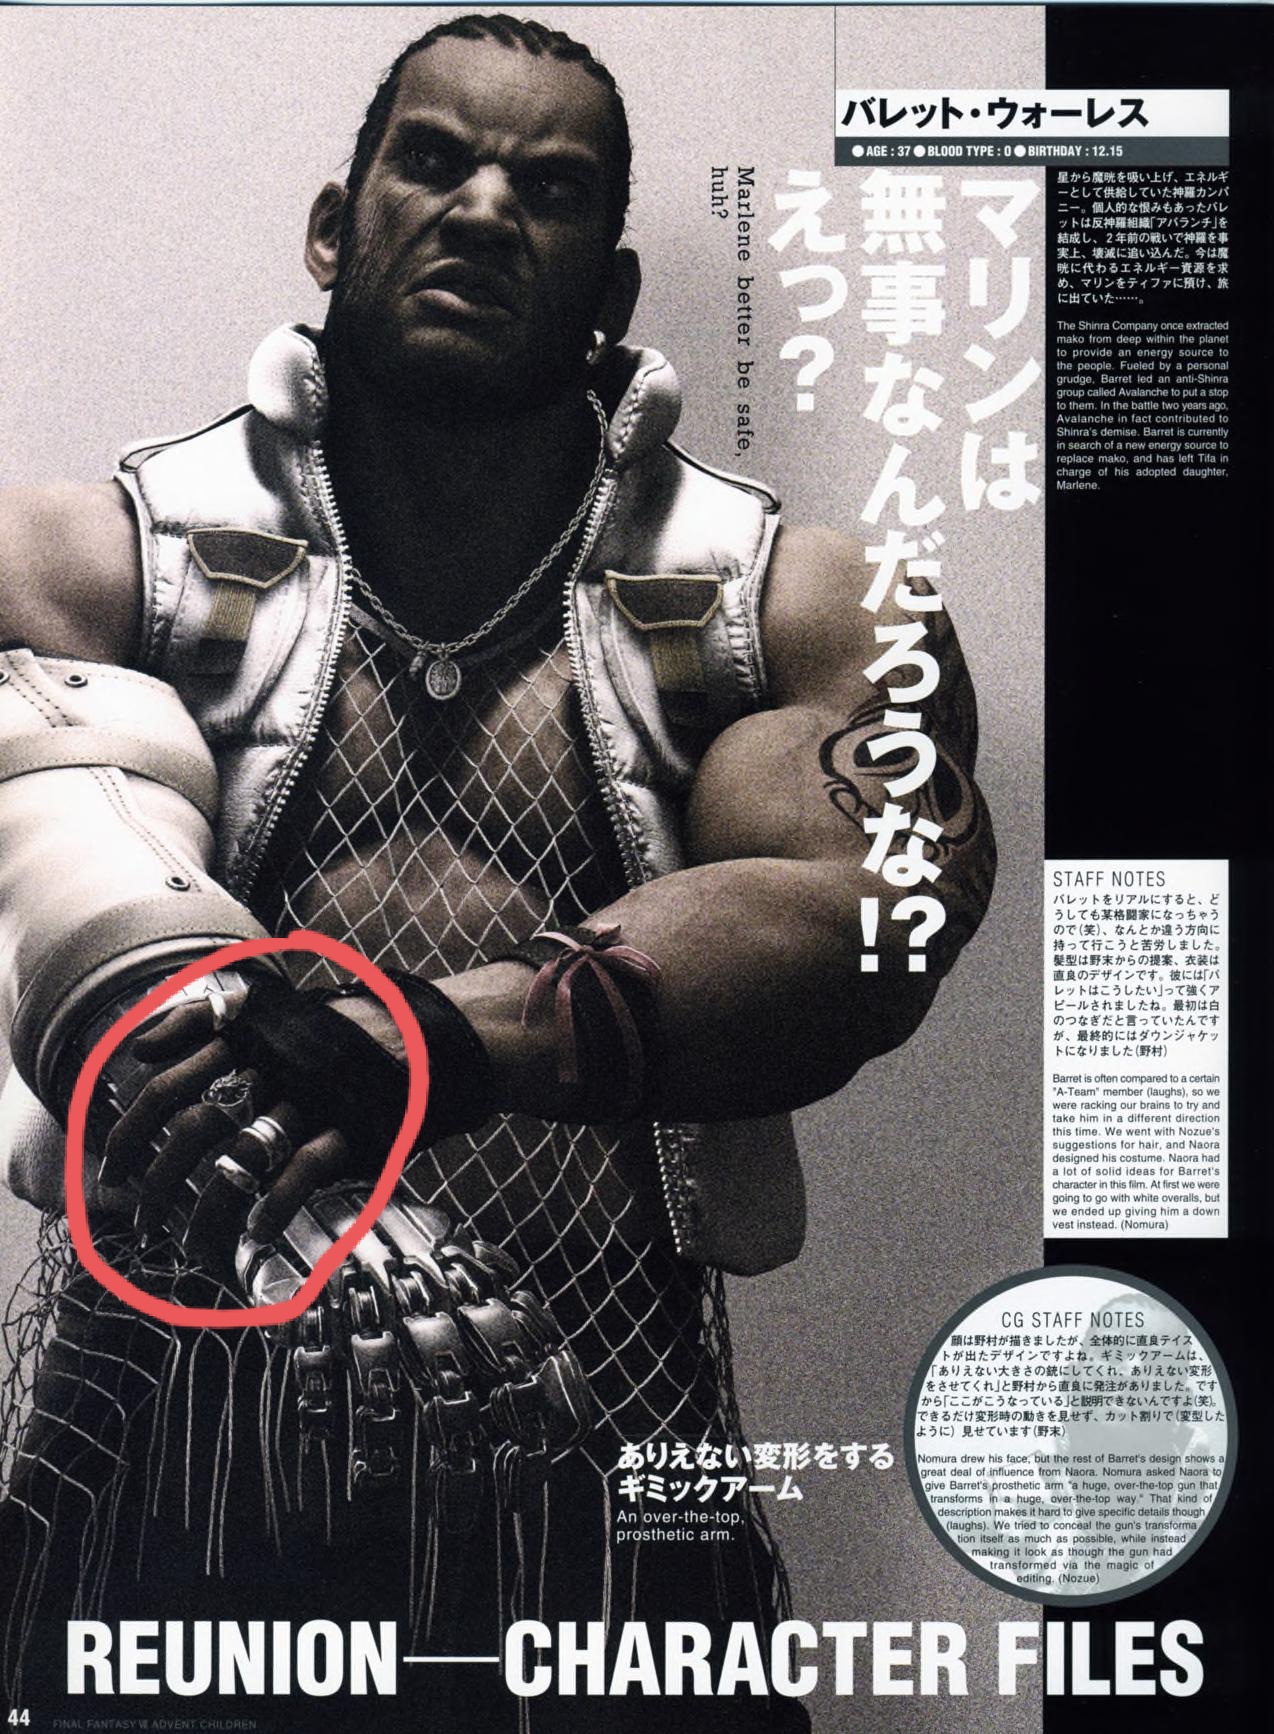 バレット・ウォーレス
●AGE : 37 ●BLOOD TYPE : O ●BIRTHDAY : 12.15
マリンは
無事なんだろうな!?
えっ?
Marlene better be safe,
huh?
星から魔晄を吸い上げ、エネルギ
ーとして供給していた神羅カンパ
ニー。個人的な恨みもあったバレ
ットは反神羅組織「アバランチ」を
結成し、2年前の戦いで神羅を事
実上、壊滅に追い込んだ。今は魔
晄に代わるエネルギー資源を求
め、マリンをティファに預け、旅
に出ていた……。
The Shinra Company once extracted
mako from deep within the planet
to provide an energy source to
the people. Fueled by a personal
grudge, Barret led an anti-Shinra
group called Avalanche to put a stop
to them. In the battle two years ago,
Avalanche in fact contributed to
Shinra's demise. Barret is currently
in search of a new energy source to
replace mako, and has left Tifa in
charge of his adopted daughter,
Marlene.
STAFF NOTES
バレットをリアルにすると、ど
うしても某格闘家になっちゃう
ので(笑)、なんとか違う方向に
持って行こうと苦労しました。
髪型は野末からの提案、衣装は
直良のデザインです。彼には「バ
レットはこうしたい」って強くア
ピールされましたね。最初は白
のつなぎだと言っていたんです
が、最終的にはダウンジャケッ
トになりました(野村)
Barret is often compared to a certain
"A-Team" member (laughs), so we
were racking our brains to try and
take him in a different direction
this time. We went with Nozue's
suggestions for hair, and Naora
designed his costume. Naora had
a lot of solid ideas for Barret's
character in this film. At first we were
going to go with white overalls, but
we ended up giving him a down
vest instead. (Nomura)
CG STAFF NOTES
顔は野村が描きましたが、全体的に直良テイス
トが出たデザインですよね。ギミックアームは、
「ありえない大きさの銃にしてくれ、ありえない変形
をさせてくれ」と野村から直良に発注がありました。です
から「ここがこうなっている」と説明できないんですよ(笑)。
できるだけ変形時の動きを見せず、カット割りで(変型した
ように) 見せています(野末)
Nomura drew his face, but the rest of Barret's design shows a
great deal of influence from Naora. Nomura asked Naora to
give Barret's prosthetic arm "a huge, over-the-top gun that
transforms in a huge, over-the-top way." That kind of
description makes it hard to give specific details though
(laughs). We tried to conceal the gun's transforma
tion itself as much as possible, while instead
making it look as though the gun had
transformed via the magic of
editing. (Nozue)
ありえない変形をする
ギミックアーム
An over-the-top,
prosthetic arm.
REUNION—CHARACTER FILES
44
FINAL FANTASY VII ADVENT CHILDREN